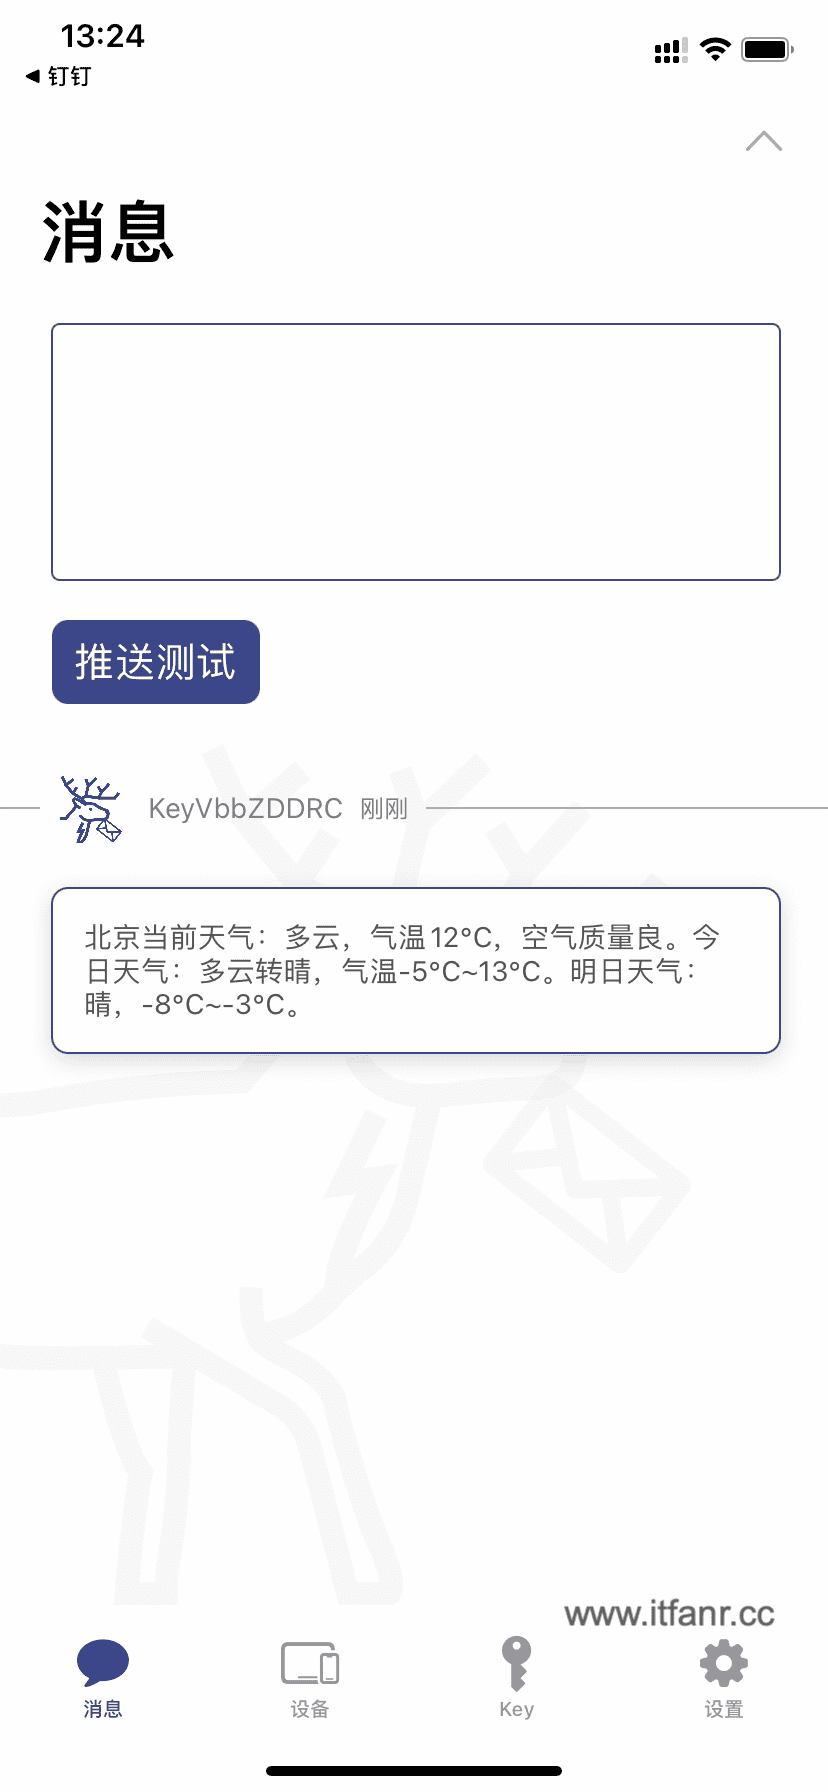 13:24
◀ 钉钉
消息
推送测试
KeyVbbZDDRC 刚刚
北京当前天气：多云，气温12°C，空气质量良。今
日天气：多云转晴，气温-5°C~13°C。明日天气：
晴，-8°C~-3°C。
www.itfanr.cc
消息 设备 Key 设置